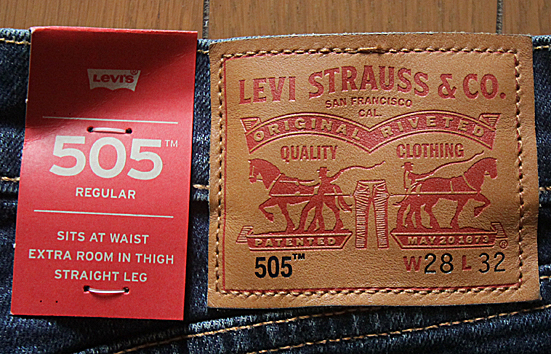 Levi's
505™
REGULAR
SITS AT WAIST
EXTRA ROOM IN THIGH
STRAIGHT LEG
LEVI STRAUSS & CO.
SAN FRANCISCO
CAL.
ORIGINAL RIVETED
QUALITY CLOTHING
PATENTED MAY 20 1873
505™ W28 L 32